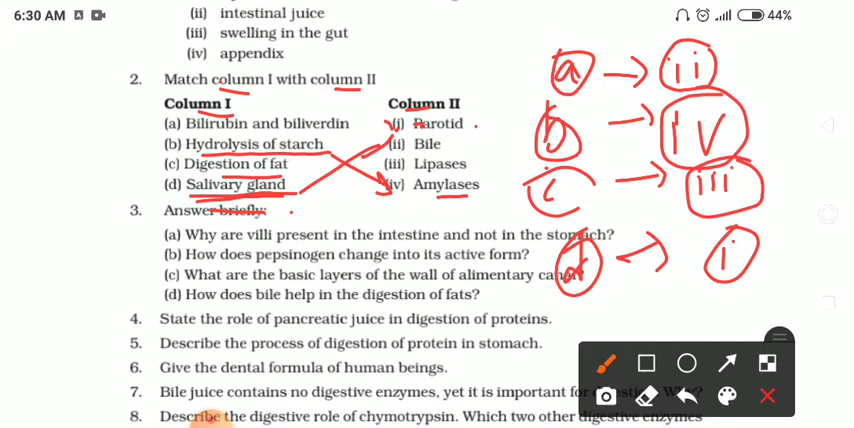 6:30 AM 44%
(ii) intestinal juice
(iii) swelling in the gut
(iv) appendix
2. Match column I with column II
Column I Column II
(a) Bilirubin and biliverdin (i) Parotid
(b) Hydrolysis of starch (ii) Bile
(c) Digestion of fat (iii) Lipases
(d) Salivary gland (iv) Amylases
a → ii
b → iv
c → iii
d → i
3. Answer briefly:
(a) Why are villi present in the intestine and not in the stomach?
(b) How does pepsinogen change into its active form?
(c) What are the basic layers of the wall of alimentary canal?
(d) How does bile help in the digestion of fats?
4. State the role of pancreatic juice in digestion of proteins.
5. Describe the process of digestion of protein in stomach.
6. Give the dental formula of human beings.
7. Bile juice contains no digestive enzymes, yet it is important for digestion. Why?
8. Describe the digestive role of chymotrypsin. Which two other digestive enzymes